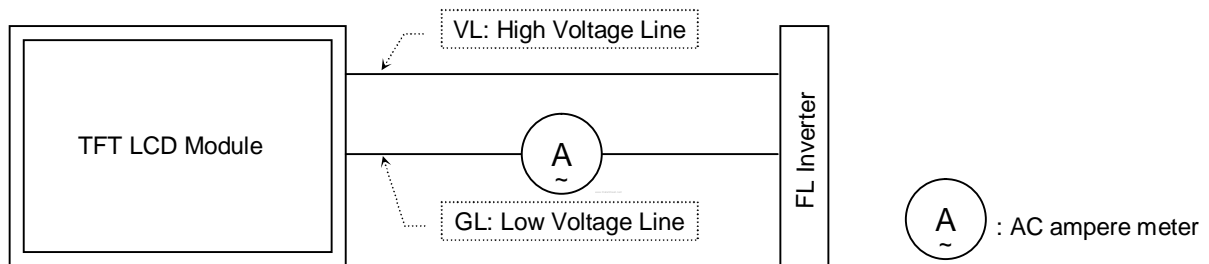 VL: High Voltage Line
TFT LCD Module
A
~
FL Inverter
GL: Low Voltage Line
A
~
: AC ampere meter